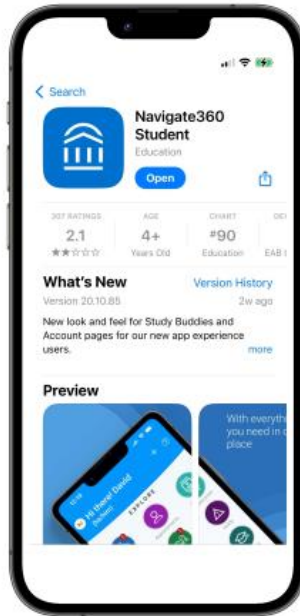 Search
Navigate360
Student
Education
Open
307 RATINGS
2.1
AGE
4+
Years Old
CHART
#90
Education
EAB
What's New
Version History
Version 20.10.85
2w ago
New look and feel for Study Buddies and
Account pages for our new app experience
users.
more
Preview
Hi there! David
EXPLORE
With everyth
you need in o
place